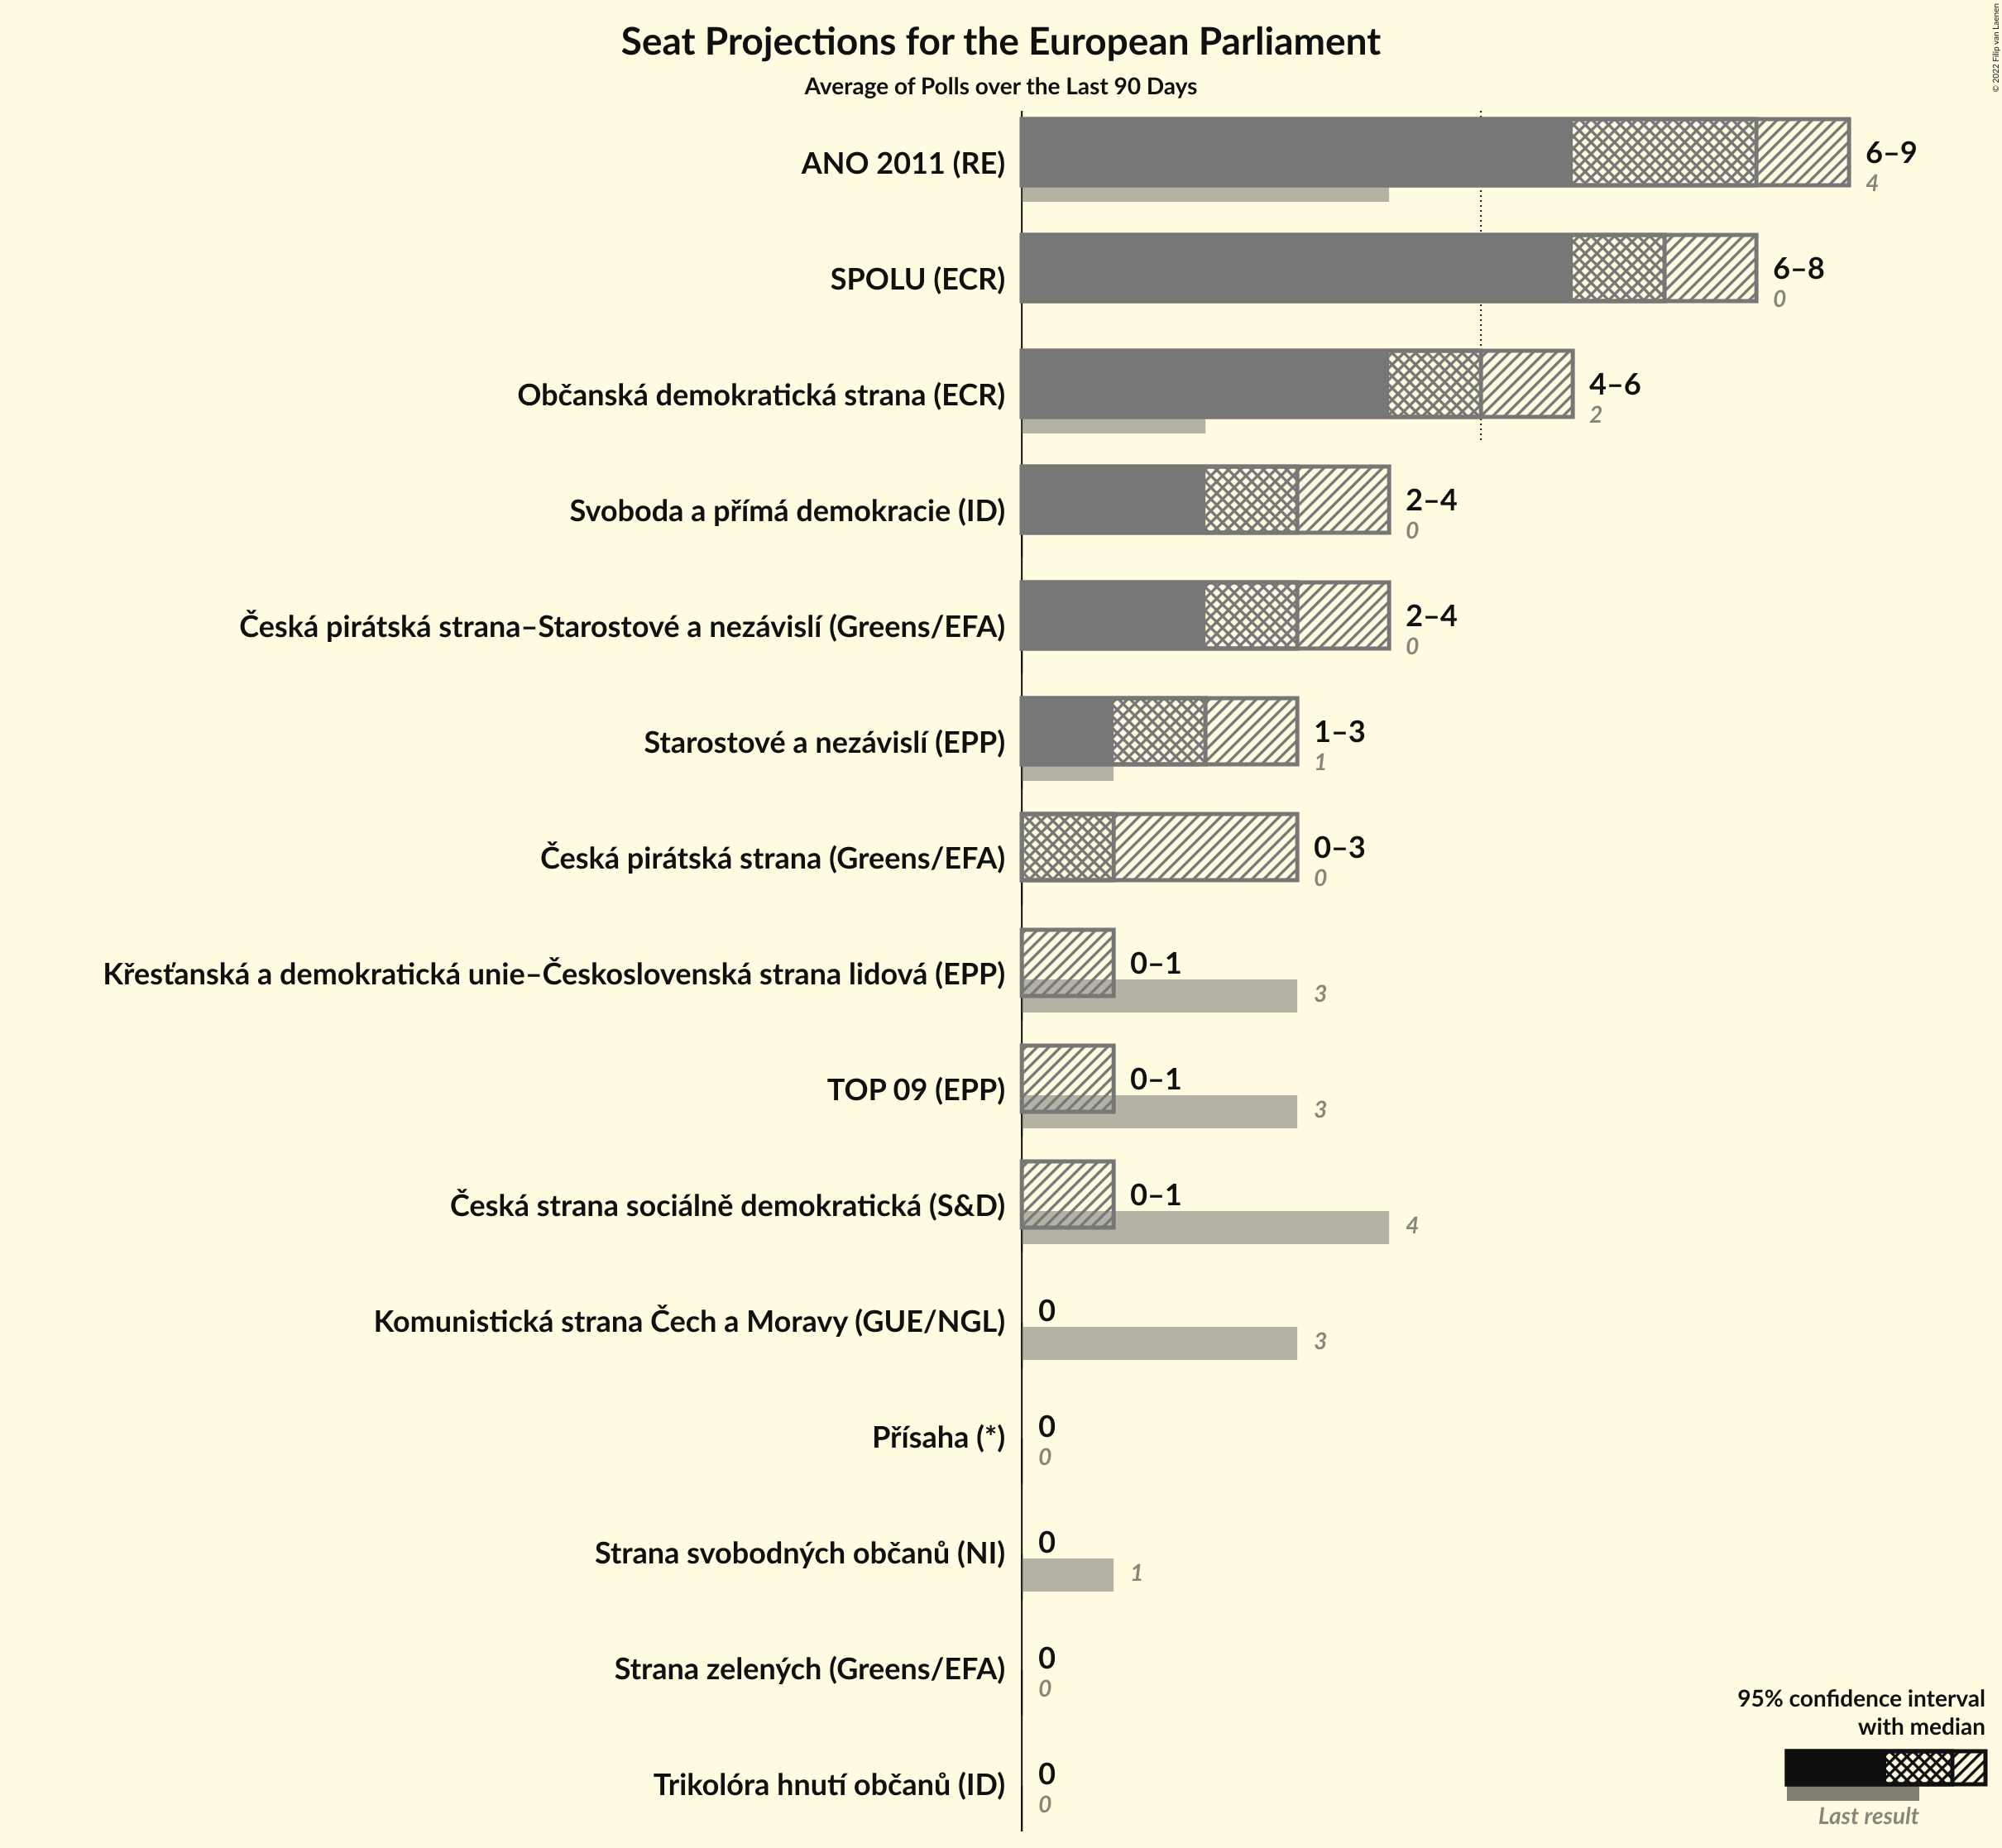 Seat Projections for the European Parliament
Average of Polls over the Last 90 Days
© 2022 Filip van Laenen
ANO 2011 (RE)
6–9
4
SPOLU (ECR)
6–8
0
Občanská demokratická strana (ECR)
4–6
2
Svoboda a přímá demokracie (ID)
2–4
0
Česká pirátská strana–Starostové a nezávislí (Greens/EFA)
2–4
0
Starostové a nezávislí (EPP)
1–3
1
Česká pirátská strana (Greens/EFA)
0–3
0
Křesťanská a demokratická unie–Československá strana lidová (EPP)
0–1
3
TOP 09 (EPP)
0–1
3
Česká strana sociálně demokratická (S&D)
0–1
4
Komunistická strana Čech a Moravy (GUE/NGL)
0
3
Přísaha (*)
0
0
Strana svobodných občanů (NI)
0
1
Strana zelených (Greens/EFA)
0
0
Trikolóra hnutí občanů (ID)
0
0
95% confidence interval
with median
Last result